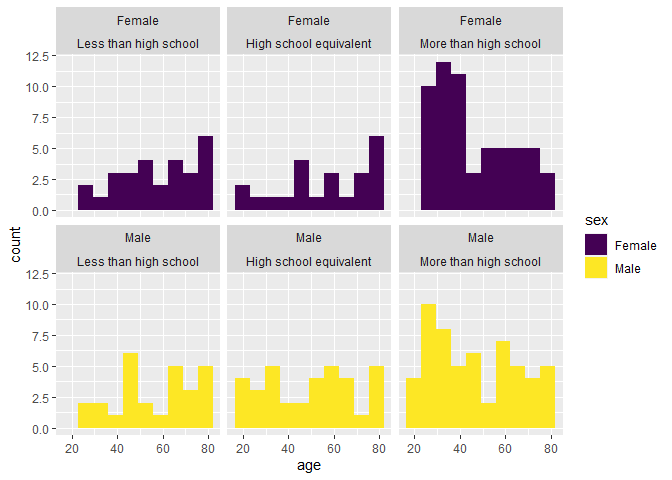 Female Female Female
Less than high school High school equivalent More than high school
12.5
10.0
7.5
5.0
2.5
0.0
Male Male Male
Less than high school High school equivalent More than high school
12.5
10.0
7.5
5.0
2.5
0.0
20 40 60 80 20 40 60 80 20 40 60 80
age
count
sex
Female
Male